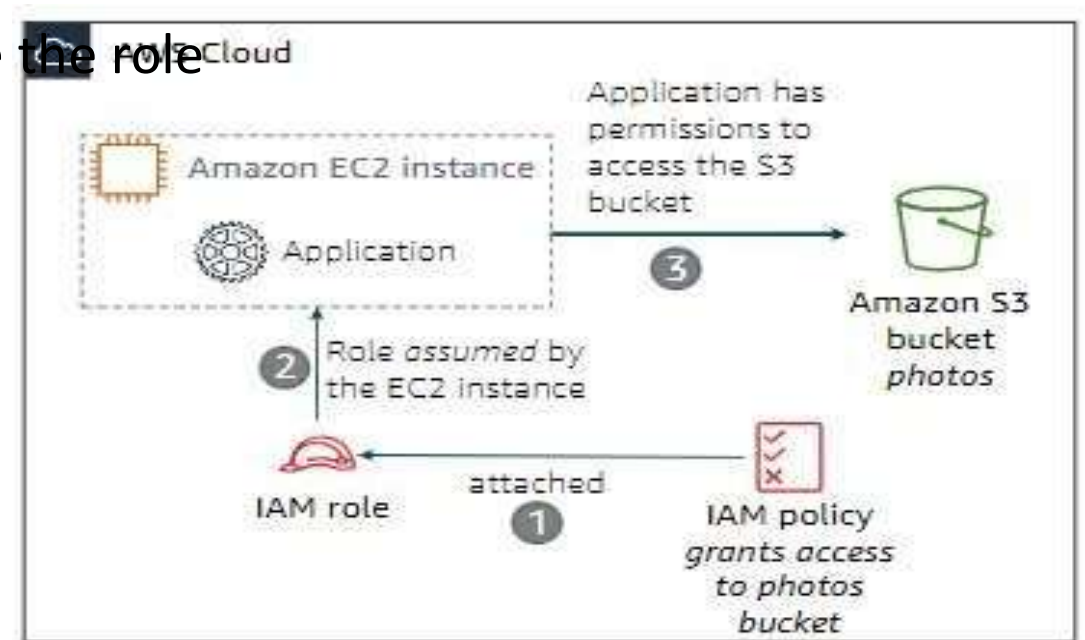 the role
AWS Cloud
Application has
permissions to
access the S3
bucket
Amazon EC2 instance
Application
3
Amazon S3
bucket
photos
2
Role assumed by
the EC2 instance
attached
1
IAM role
IAM policy
grants access
to photos
bucket